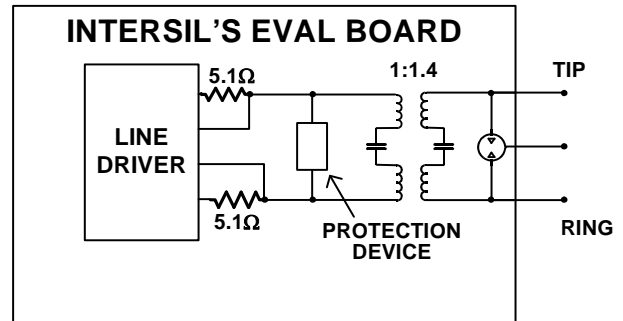 INTERSIL'S EVAL BOARD
5.1Ω
1:1.4
TIP
LINE
DRIVER
5.1Ω
PROTECTION
DEVICE
RING